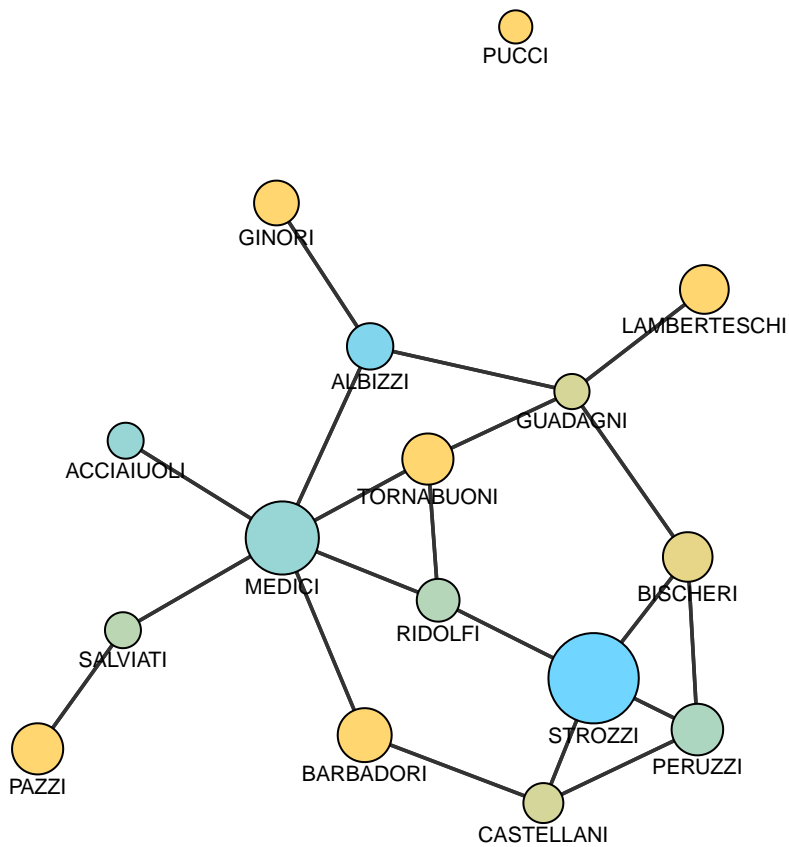 PUCCI
GINORI
LAMBERTESCHI
ALBIZZI
GUADAGNI
ACCIAIUOLI
TORNABUONI
MEDICI
BISCHERI
RIDOLFI
SALVIATI
STROZZI
PERUZZI
BARBADORI
PAZZI
CASTELLANI